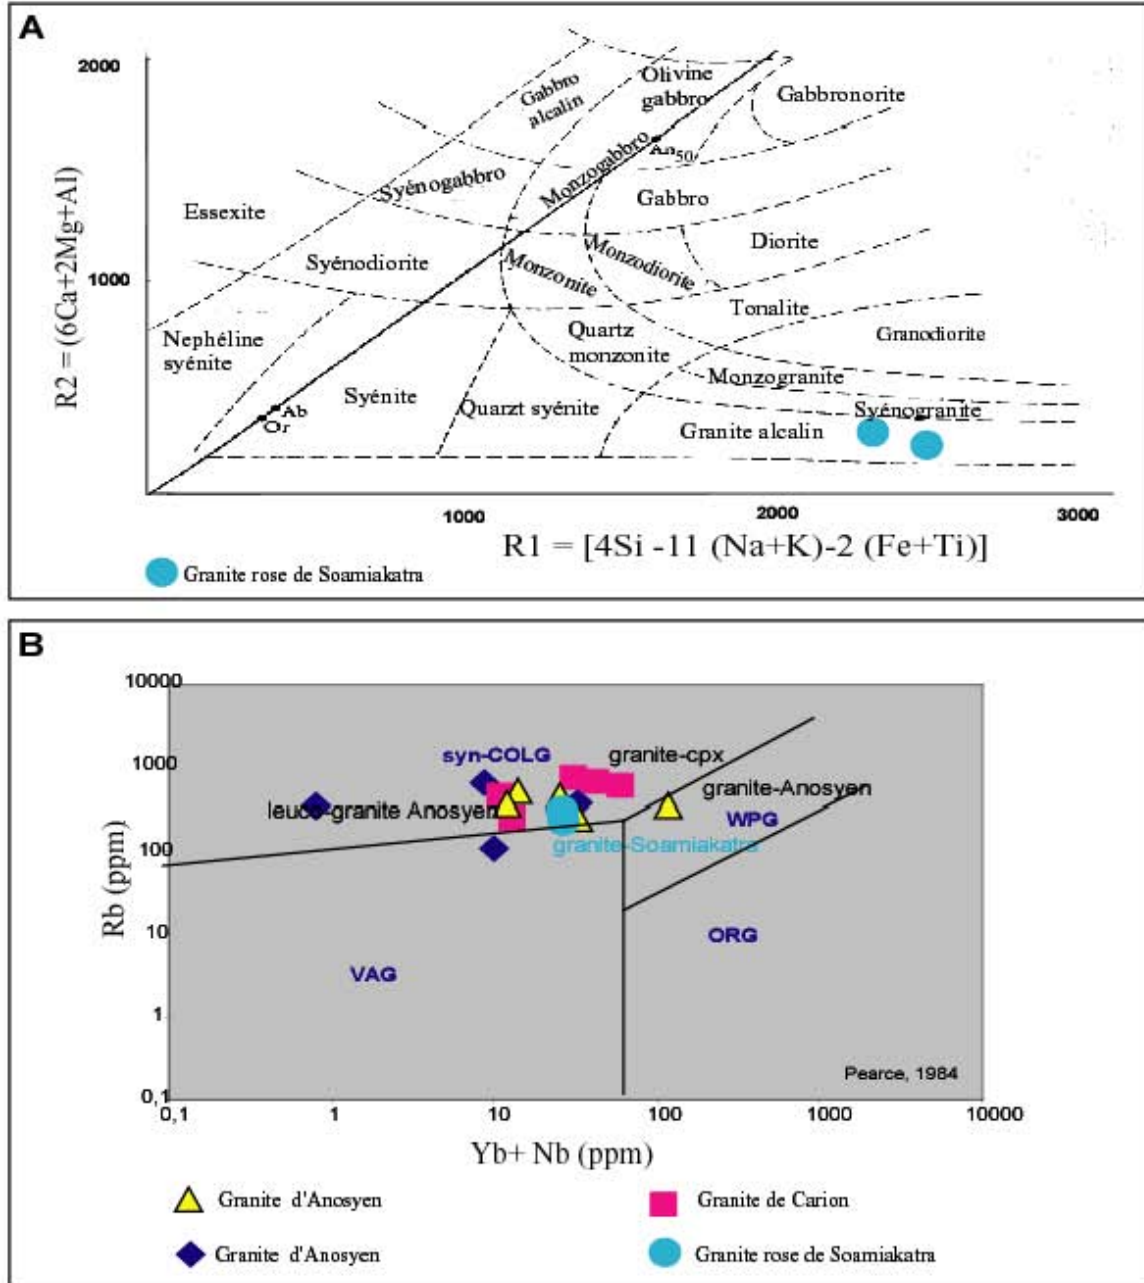 A
2000
1000
R2 = (6Ca+2Mg+Al)
Gabbro
alcalin
Olivine
gabbro
Gabbronorite
An50
Monzogabbro
Syénogabbro
Essexite
Gabbro
Syénodiorite
Monzonite
Monzodiorite
Diorite
Tonalite
Nephéline
syénite
Quartz
monzonite
Granodiorite
Monzogranite
Syénite
Ab
Or
Quarzt syénite
Syénogranite
Granite alcalin
1000
2000
3000
R1 = [4Si -11 (Na+K)-2 (Fe+Ti)]
Granite rose de Soamiakatra
B
10000
1000
100
10
1
0,1
Rb (ppm)
syn-COLG
granite-cpx
granite-Anosyen
leuco-granite Anosyen
WPG
granite-Soamiakatra
ORG
VAG
Pearce, 1984
0,1
1
10
100
1000
10000
Yb+ Nb (ppm)
Granite d'Anosyen
Granite de Carion
Granite d'Anosyen
Granite rose de Soamiakatra